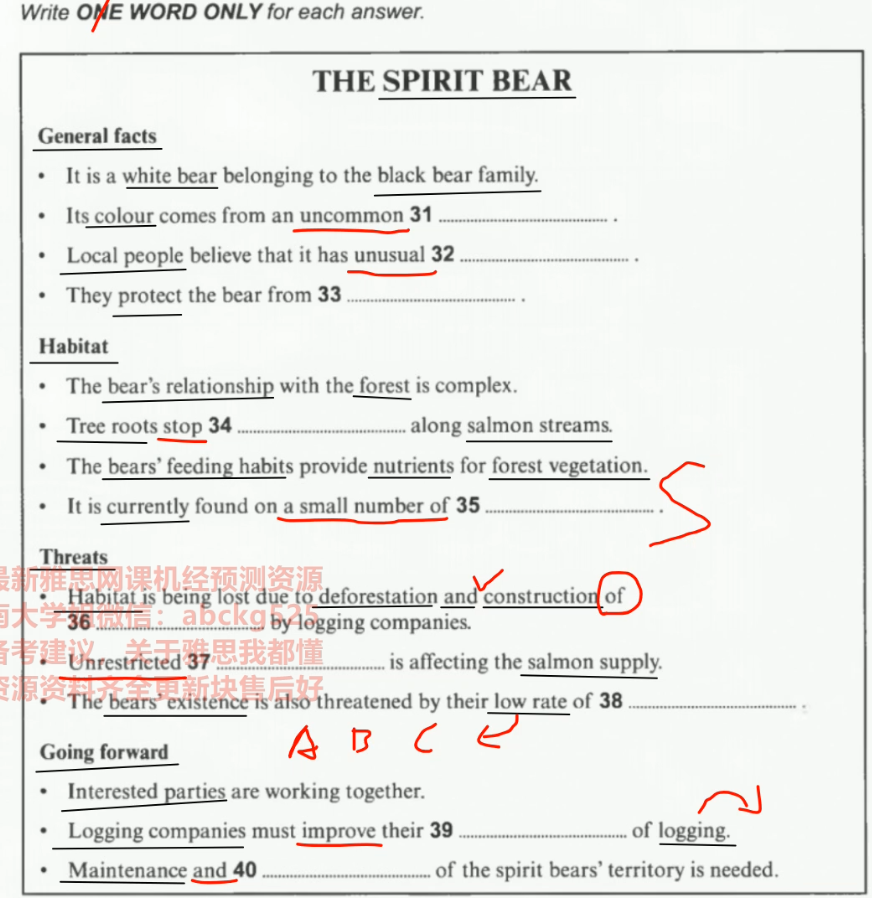 Write ONE WORD ONLY for each answer.
THE SPIRIT BEAR
General facts
• It is a white bear belonging to the black bear family.
• Its colour comes from an uncommon 31 .................................... .
• Local people believe that it has unusual 32 .................................... .
• They protect the bear from 33 .................................... .
Habitat
• The bear's relationship with the forest is complex.
• Tree roots stop 34 .................................... along salmon streams.
• The bears' feeding habits provide nutrients for forest vegetation.
• It is currently found on a small number of 35 .................................... .
Threats
最新雅思网课机经预测资源
• Habitat is being lost due to deforestation and construction of
36 .................................... by logging companies.
微信：abckg525
备考建议，关于雅思我都懂
• Unrestricted 37 .................................... is affecting the salmon supply.
资源资料齐全更新块售后好
• The bears' existence is also threatened by their low rate of 38 .................................... .
A B C
Going forward
• Interested parties are working together.
• Logging companies must improve their 39 .................................... of logging.
• Maintenance and 40 .................................... of the spirit bears' territory is needed.